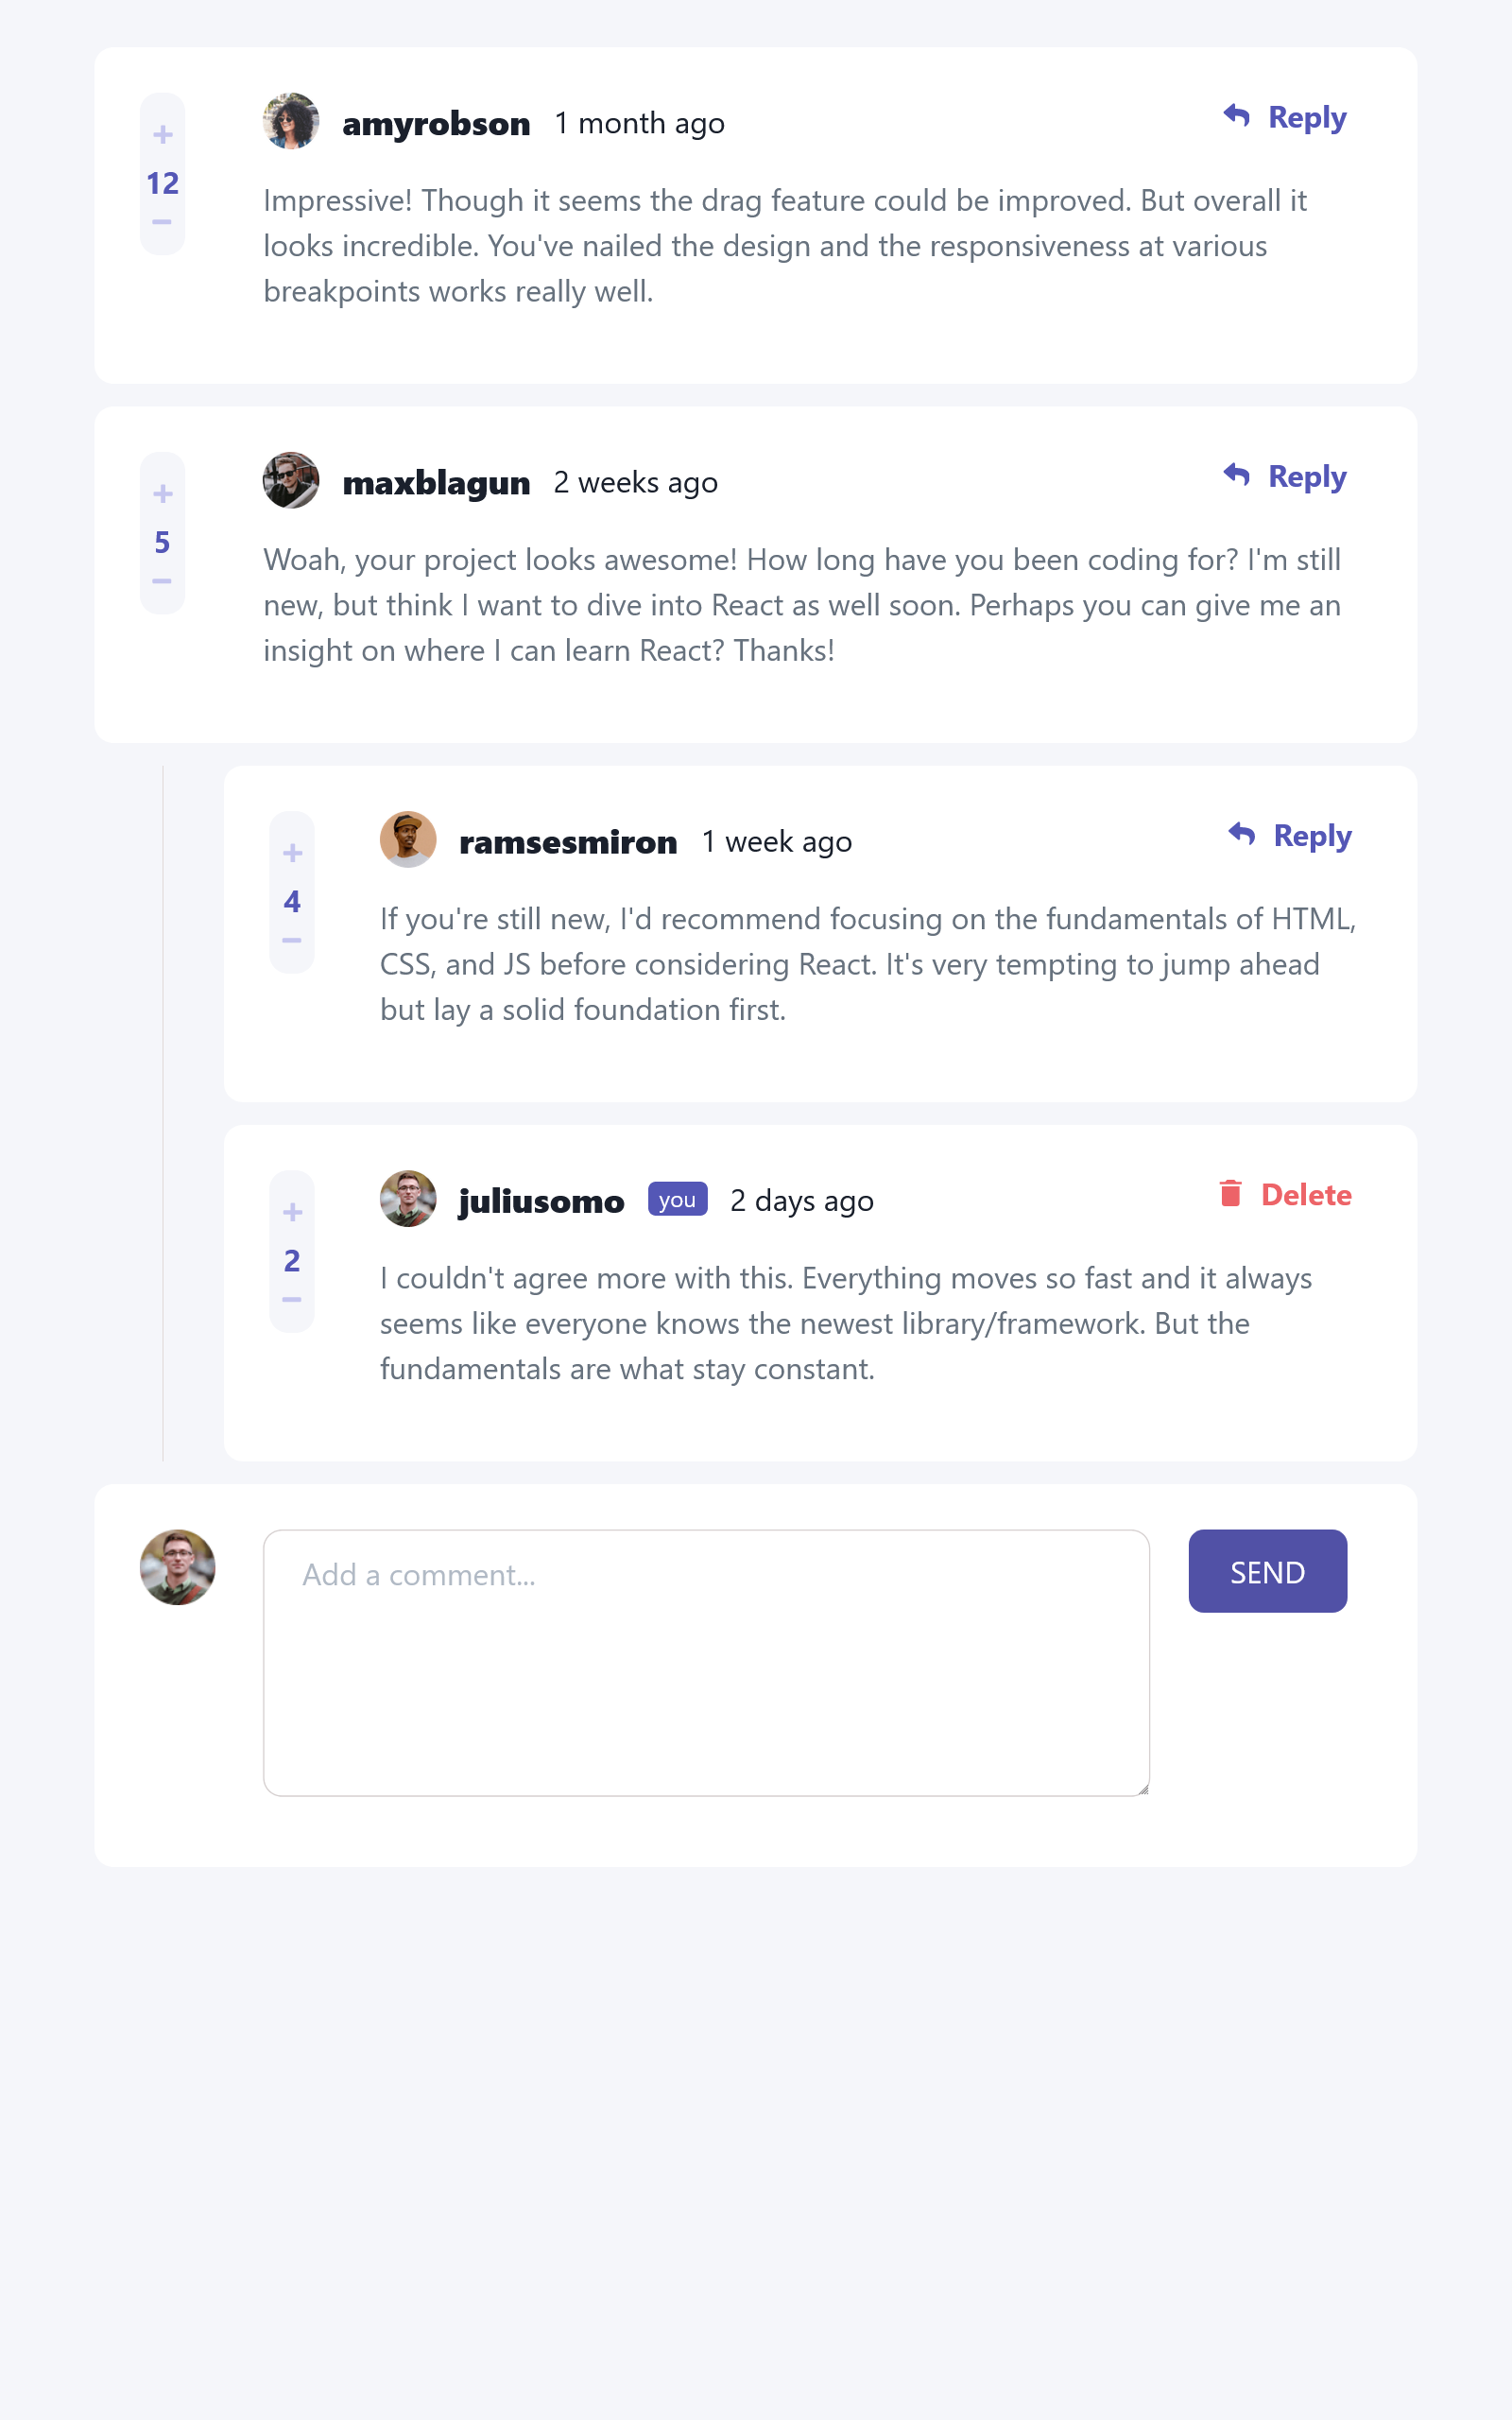 amyrobson 1 month ago Reply
+
12
−
Impressive! Though it seems the drag feature could be improved. But overall it
looks incredible. You've nailed the design and the responsiveness at various
breakpoints works really well.
maxblagun 2 weeks ago Reply
+
5
−
Woah, your project looks awesome! How long have you been coding for? I'm still
new, but think I want to dive into React as well soon. Perhaps you can give me an
insight on where I can learn React? Thanks!
ramsesmiron 1 week ago Reply
+
4
−
If you're still new, I'd recommend focusing on the fundamentals of HTML,
CSS, and JS before considering React. It's very tempting to jump ahead
but lay a solid foundation first.
juliusomo you 2 days ago Delete
+
2
−
I couldn't agree more with this. Everything moves so fast and it always
seems like everyone knows the newest library/framework. But the
fundamentals are what stay constant.
Add a comment...
SEND